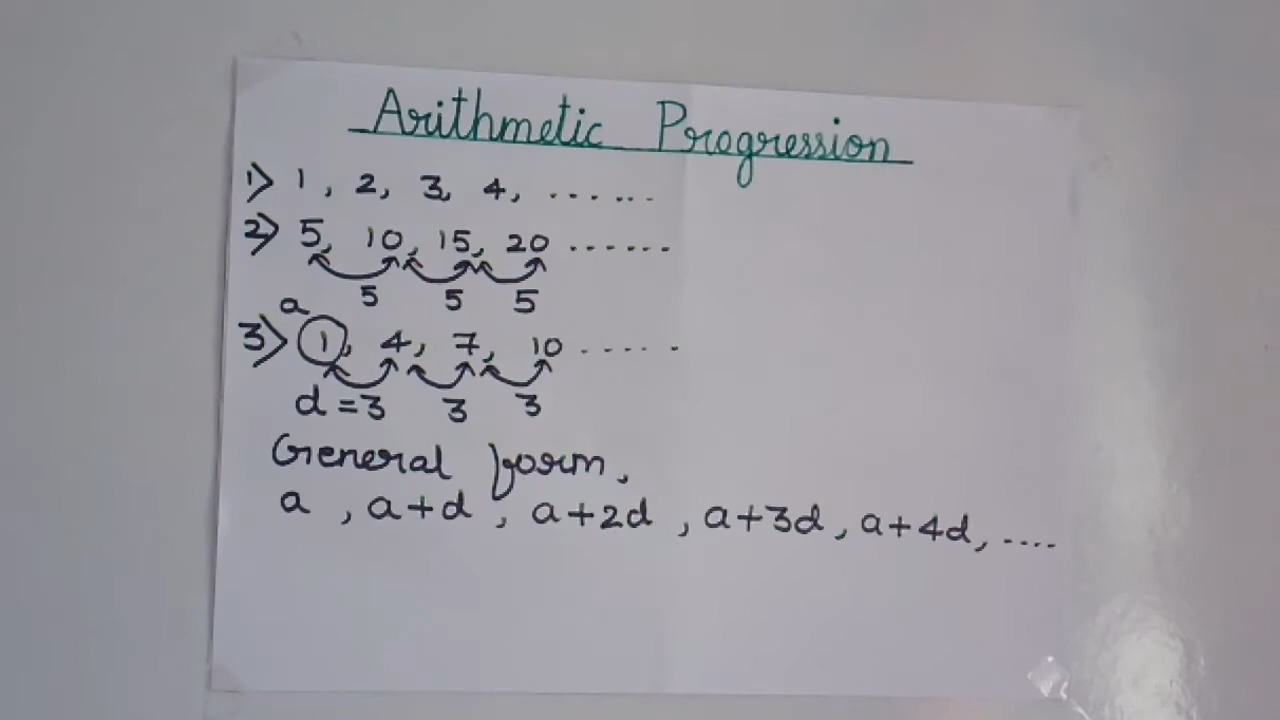 Arithmetic Progression
1> 1, 2, 3, 4, .......
2> 5, 10, 15, 20 ......
5 5 5
a
3> 1, 4, 7, 10 .....
d = 3 3 3
General form,
a, a+d, a+2d, a+3d, a+4d, ....